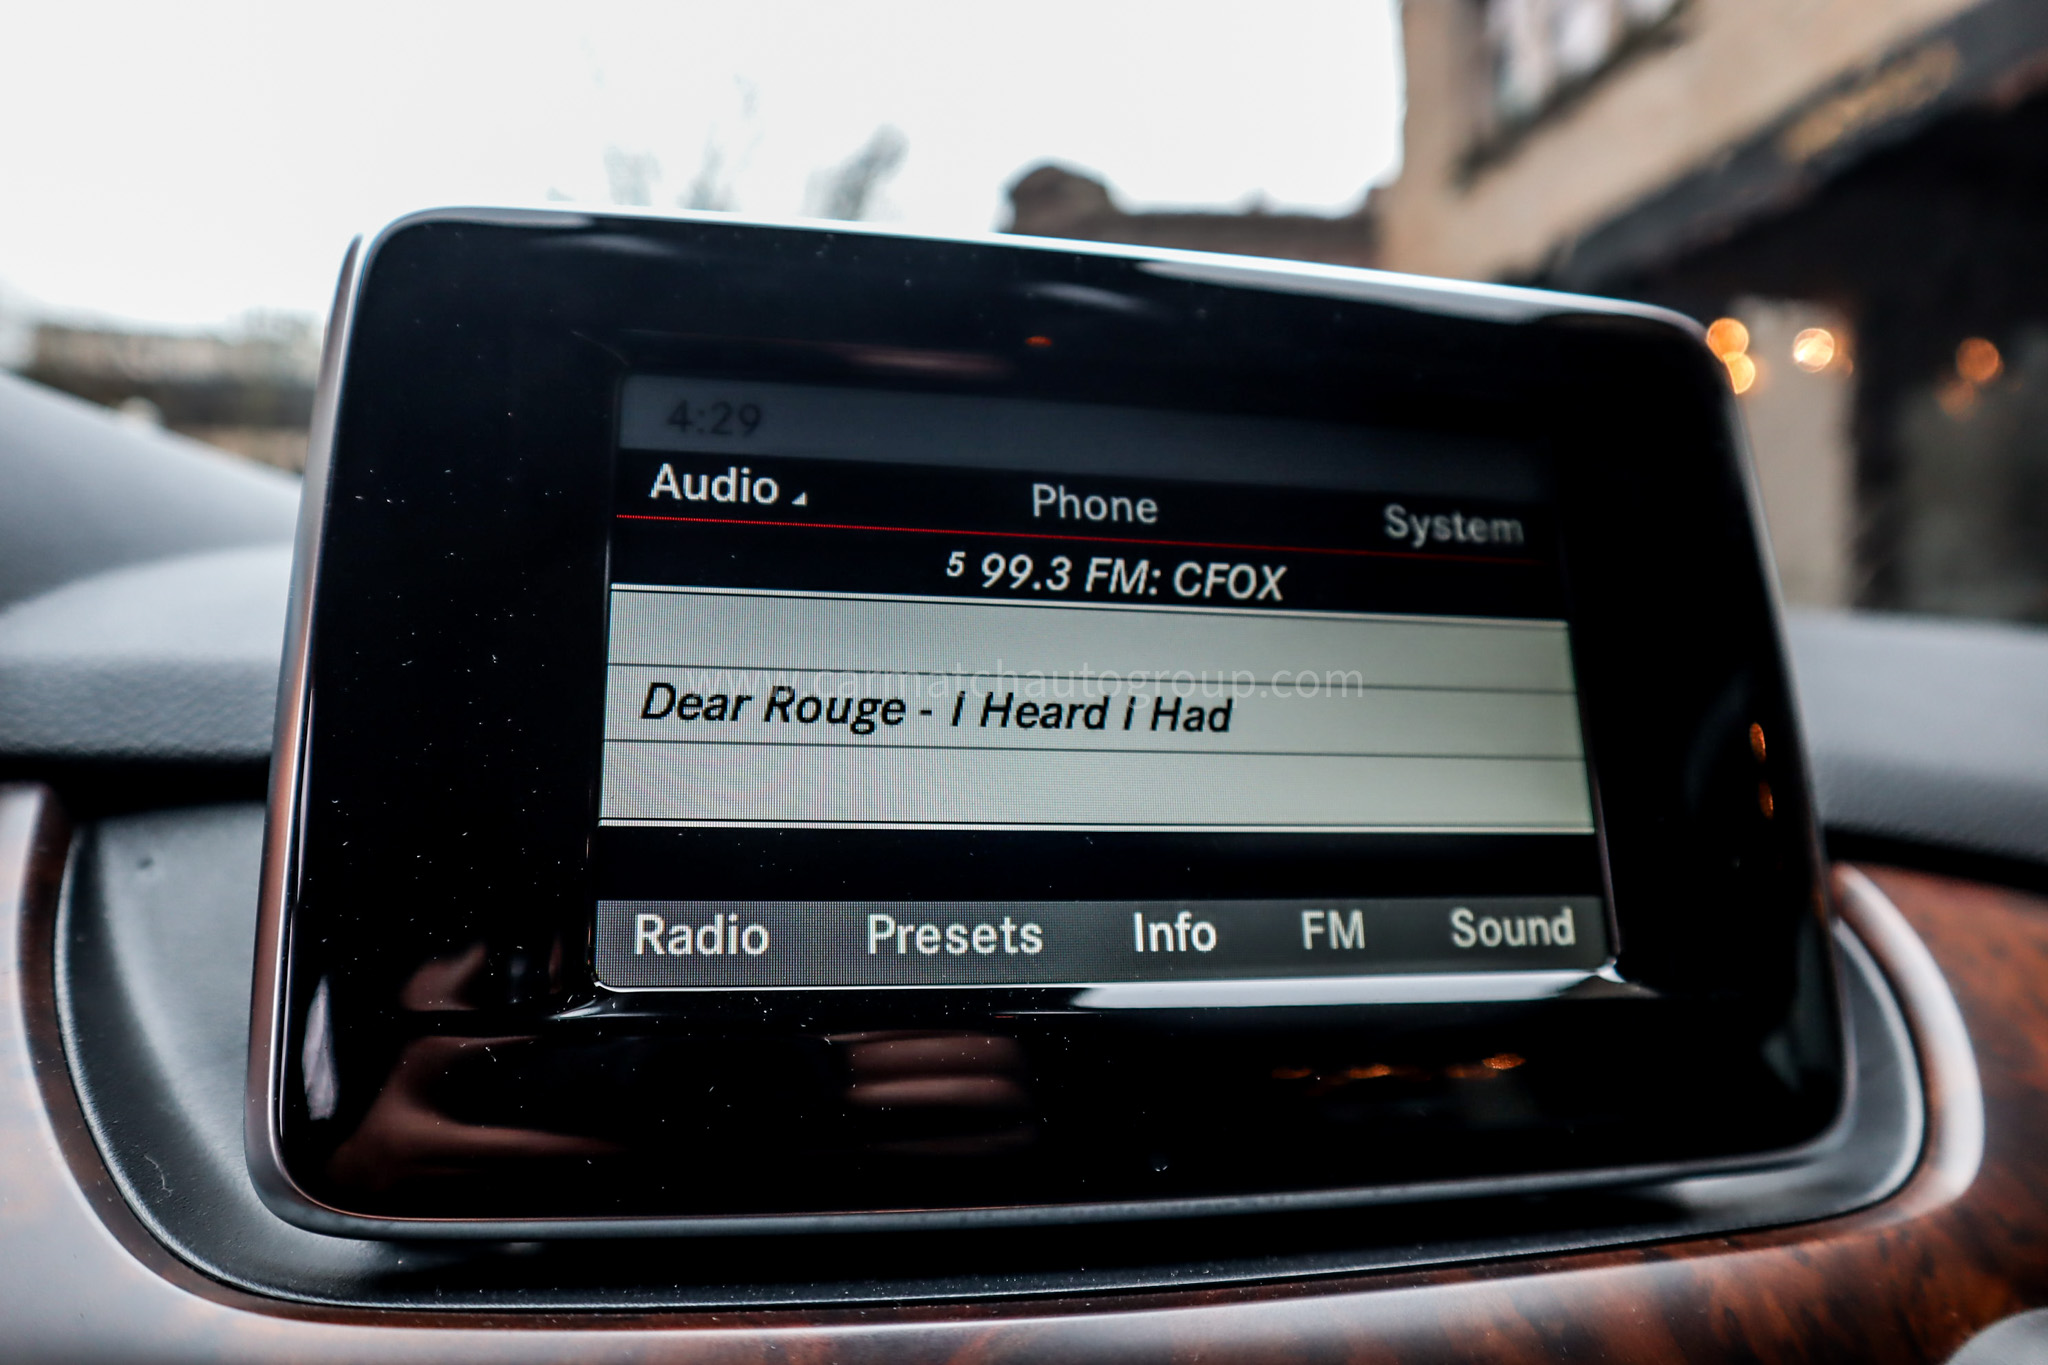 4:29
Audio Phone System
5 99.3 FM: CFOX
www.carmatchautogroup.com
Dear Rouge - i Heard i Had
Radio Presets Info FM Sound